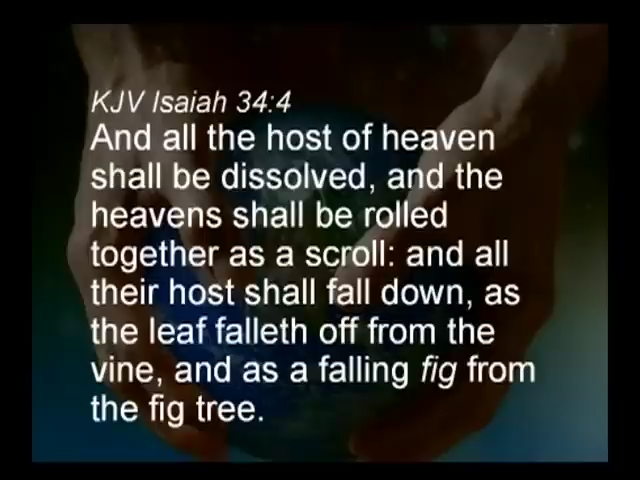 KJV Isaiah 34:4
And all the host of heaven
shall be dissolved, and the
heavens shall be rolled
together as a scroll: and all
their host shall fall down, as
the leaf falleth off from the
vine, and as a falling fig from
the fig tree.